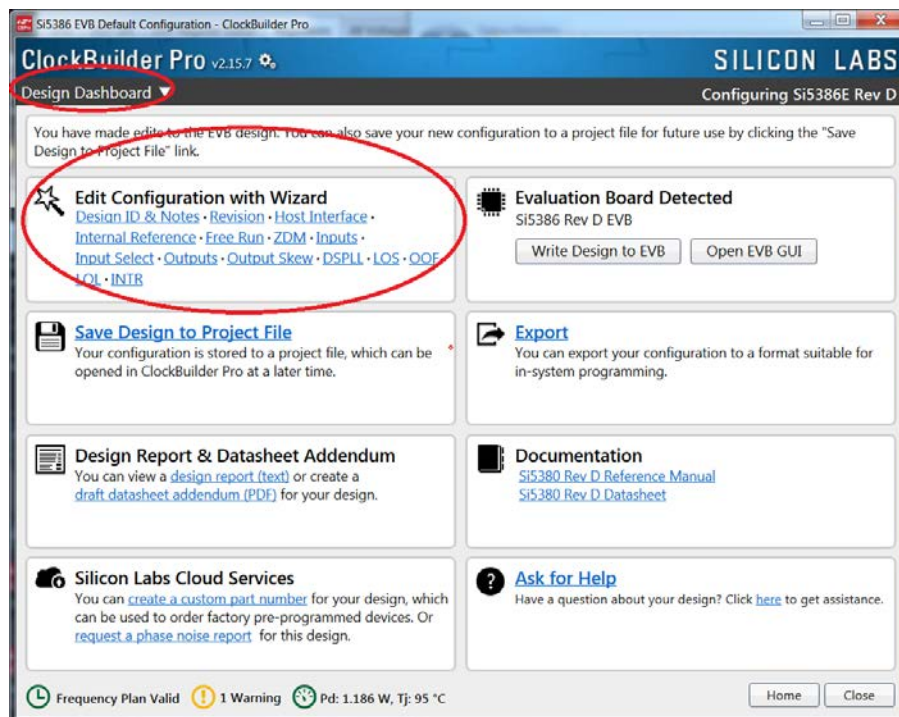 Si5386 EVB Default Configuration - ClockBuilder Pro
ClockBuilder Pro v2.15.7
SILICON LABS
Design Dashboard ▼
Configuring Si5386E Rev D
You have made edits to the EVB design. You can also save your new configuration to a project file for future use by clicking the "Save
Design to Project File" link.
Edit Configuration with Wizard
Design ID & Notes · Revision · Host Interface ·
Internal Reference · Free Run · ZDM · Inputs ·
Input Select · Outputs · Output Skew · DSPLL · LOS · OOF
LOL · INTR
Evaluation Board Detected
Si5386 Rev D EVB
Write Design to EVB
Open EVB GUI
Save Design to Project File
Your configuration is stored to a project file, which can be
opened in ClockBuilder Pro at a later time.
Export
You can export your configuration to a format suitable for
in-system programming.
Design Report & Datasheet Addendum
You can view a design report (text) or create a
draft datasheet addendum (PDF) for your design.
Documentation
Si5380 Rev D Reference Manual
Si5380 Rev D Datasheet
Silicon Labs Cloud Services
You can create a custom part number for your design, which
can be used to order factory pre-programmed devices. Or
request a phase noise report for this design.
Ask for Help
Have a question about your design? Click here to get assistance.
Frequency Plan Valid
1 Warning
Pd: 1.186 W, Tj: 95 °C
Home
Close